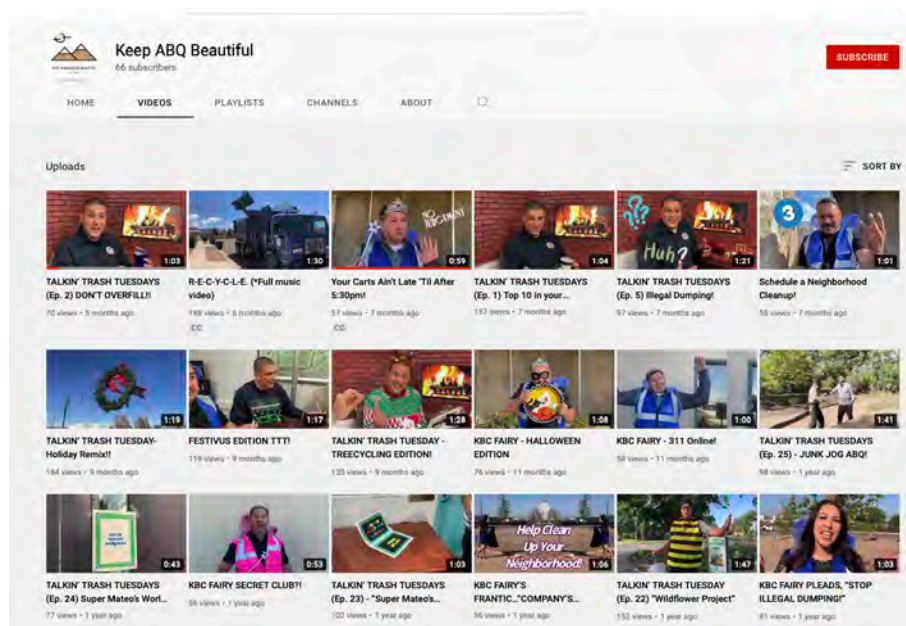 Keep ABQ Beautiful
66 subscribers
SUBSCRIBE
HOME VIDEOS PLAYLISTS CHANNELS ABOUT
Uploads
SORT BY
1:03
1:30
NO ARGUMENT
0:59
1:04
???
Huh?
1:21
3
1:01
TALKIN' TRASH TUESDAYS
(Ep. 2) DON'T OVERFILL!!
70 views • 5 months ago
R-E-C-Y-C-L-E. (*Full music
video)
188 views • 6 months ago
CC
Your Carts Ain't Late 'Til After
5:30pm!
57 views • 7 months ago
CC
TALKIN' TRASH TUESDAYS
(Ep. 1) Top 10 in your...
157 views • 7 months ago
TALKIN' TRASH TUESDAYS
(Ep. 5) Illegal Dumping!
97 views • 7 months ago
Schedule a Neighborhood
Cleanup!
55 views • 7 months ago
1:19
1:17
1:28
1:08
1:00
1:41
TALKIN' TRASH TUESDAY-
Holiday Remix!!
184 views • 9 months ago
FESTIVUS EDITION TTT!
119 views • 9 months ago
TALKIN' TRASH TUESDAY -
TREECYCLING EDITION!
120 views • 9 months ago
KBC FAIRY - HALLOWEEN
EDITION
76 views • 11 months ago
KBC FAIRY - 311 Online!
58 views • 11 months ago
TALKIN' TRASH TUESDAYS
(Ep. 25) - JUNK JOG ABQ!
98 views • 1 year ago
0:43
0:53
1:03
Help Clean
Up Your
Neighborhood!
1:06
1:47
1:03
TALKIN' TRASH TUESDAYS
(Ep. 24) Super Mateo's Worl...
77 views • 1 year ago
KBC FAIRY SECRET CLUB?!
56 views • 1 year ago
TALKIN' TRASH TUESDAYS
(Ep. 23) - "Super Mateo's...
102 views • 1 year ago
KBC FAIRY'S
FRANTIC..."COMPANY'S...
56 views • 1 year ago
TALKIN' TRASH TUESDAY
(Ep. 22) "Wildflower Project"
152 views • 1 year ago
KBC FAIRY PLEADS, "STOP
ILLEGAL DUMPING!"
81 views • 1 year ago